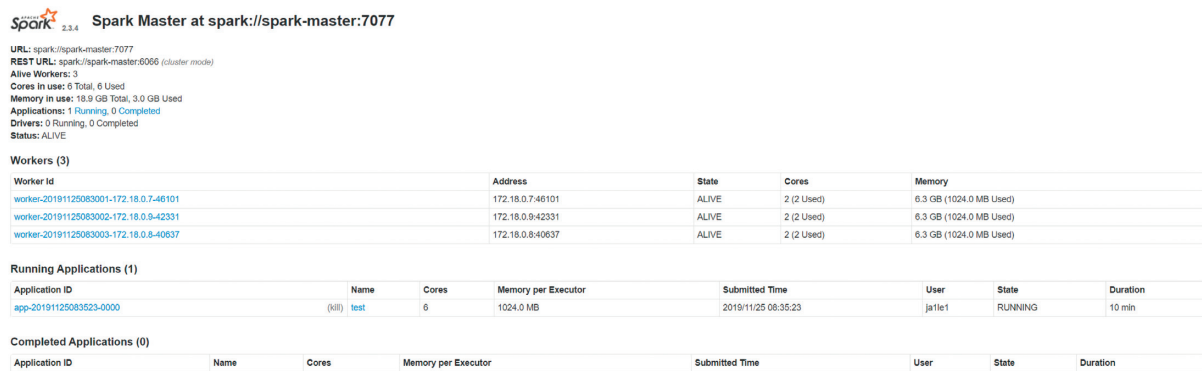 APACHE Spark 2.3.4 Spark Master at spark://spark-master:7077
URL: spark://spark-master:7077
REST URL: spark://spark-master:6066 (cluster mode)
Alive Workers: 3
Cores in use: 6 Total, 6 Used
Memory in use: 18.9 GB Total, 3.0 GB Used
Applications: 1 Running, 0 Completed
Drivers: 0 Running, 0 Completed
Status: ALIVE
Workers (3)
Worker Id Address State Cores Memory
worker-20191125083001-172.18.0.7-46101 172.18.0.7:46101 ALIVE 2 (2 Used) 6.3 GB (1024.0 MB Used)
worker-20191125083002-172.18.0.9-42331 172.18.0.9:42331 ALIVE 2 (2 Used) 6.3 GB (1024.0 MB Used)
worker-20191125083003-172.18.0.8-40637 172.18.0.8:40637 ALIVE 2 (2 Used) 6.3 GB (1024.0 MB Used)
Running Applications (1)
Application ID Name Cores Memory per Executor Submitted Time User State Duration
app-20191125083523-0000 (kill) test 6 1024.0 MB 2019/11/25 08:35:23 ja1le1 RUNNING 10 min
Completed Applications (0)
Application ID Name Cores Memory per Executor Submitted Time User State Duration